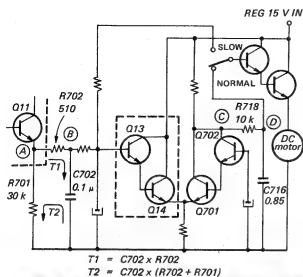 REG 15 V IN
SLOW
NORMAL
R702
510
Q11
A
B
C
D
R718
10 k
Q13
Q702
T1
C702
0.1 μ
R701
30 k
T2
Q14
Q701
DC
motor
C716
0.85
T1 = C702 x R702
T2 = C702 x (R702 + R701)